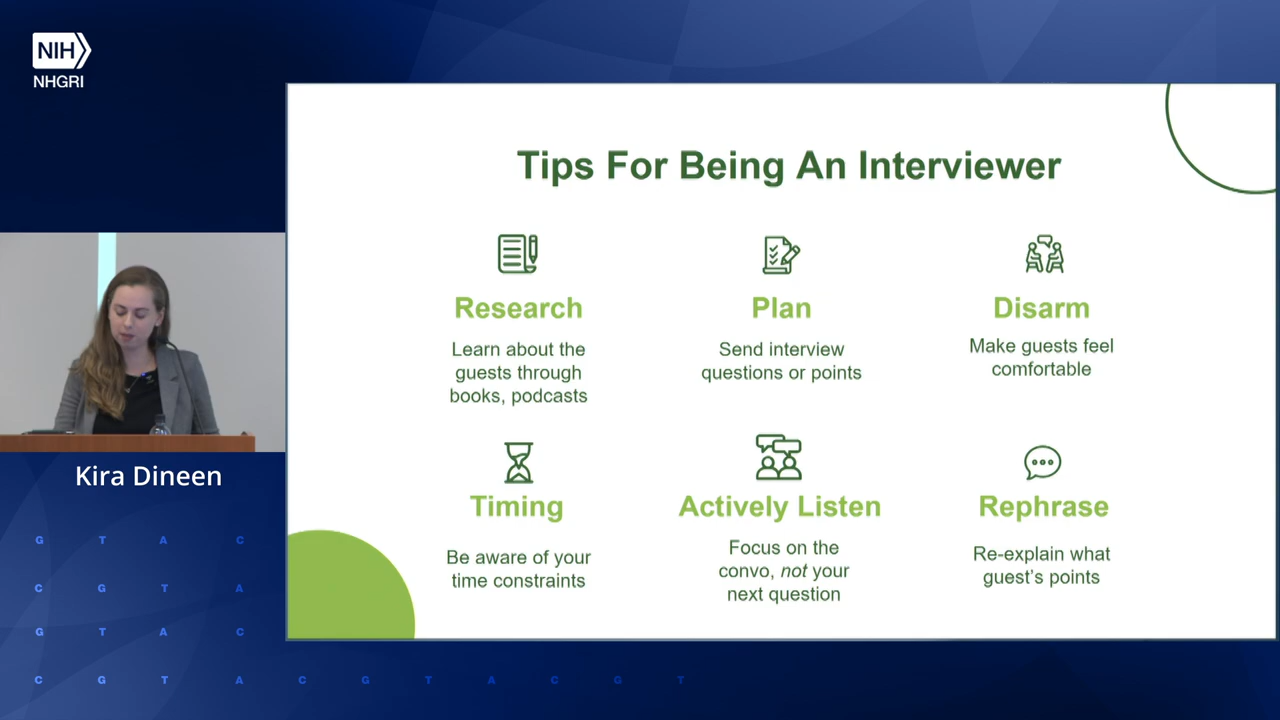 NIH
NHGRI
Tips For Being An Interviewer
Research
Learn about the
guests through
books, podcasts
Plan
Send interview
questions or points
Disarm
Make guests feel
comfortable
Timing
Be aware of your
time constraints
Actively Listen
Focus on the
convo, not your
next question
Rephrase
Re-explain what
guest's points
Kira Dineen
G T A C
C G T A
G T A C
C G T A C G T A C G T